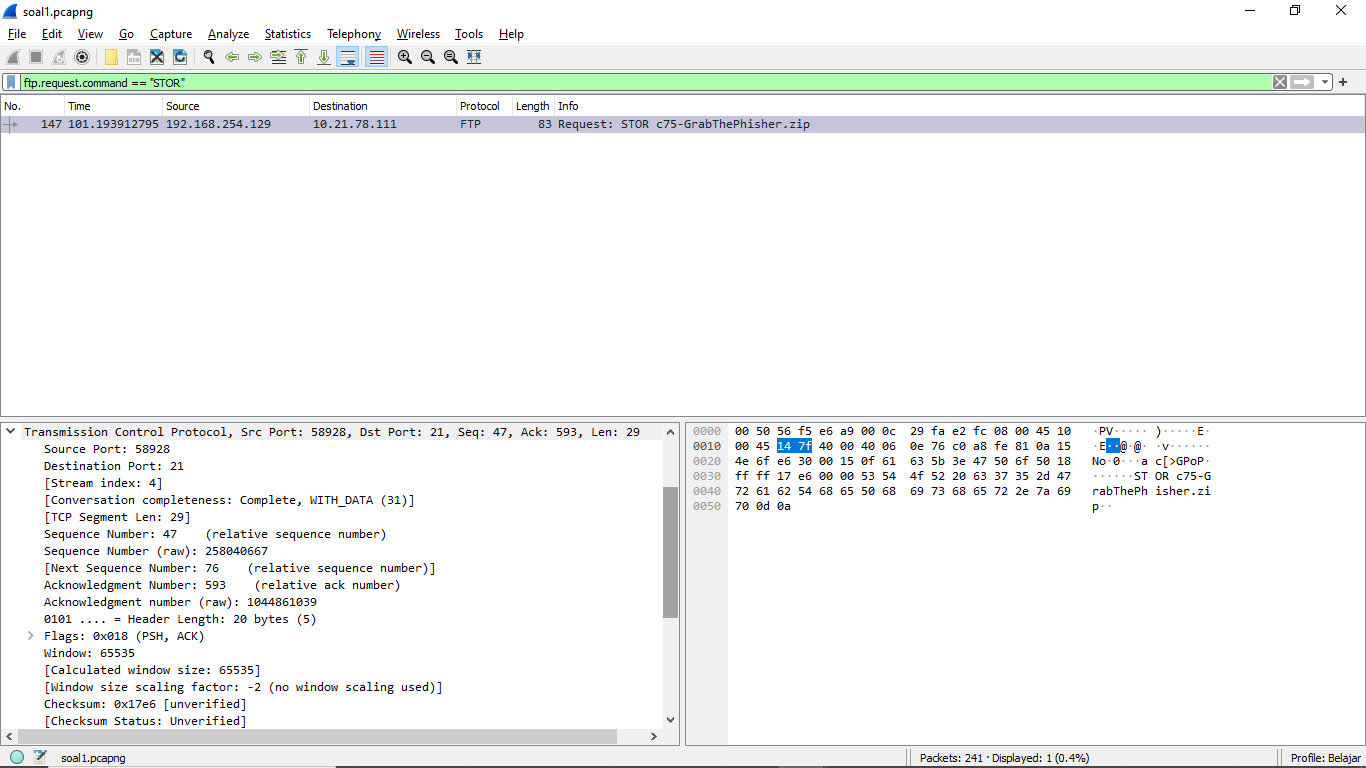 soal1.pcapng
File Edit View Go Capture Analyze Statistics Telephony Wireless Tools Help
ftp.request.command == "STOR"
No. Time Source Destination Protocol Length Info
147 101.193912795 192.168.254.129 10.21.78.111 FTP 83 Request: STOR c75-GrabThePhisher.zip
Transmission Control Protocol, Src Port: 58928, Dst Port: 21, Seq: 47, Ack: 593, Len: 29
Source Port: 58928
Destination Port: 21
[Stream index: 4]
[Conversation completeness: Complete, WITH_DATA (31)]
[TCP Segment Len: 29]
Sequence Number: 47    (relative sequence number)
Sequence Number (raw): 258040667
[Next Sequence Number: 76    (relative sequence number)]
Acknowledgment Number: 593    (relative ack number)
Acknowledgment number (raw): 1044861039
0101 .... = Header Length: 20 bytes (5)
Flags: 0x018 (PSH, ACK)
Window: 65535
[Calculated window size: 65535]
[Window size scaling factor: -2 (no window scaling used)]
Checksum: 0x17e6 [unverified]
[Checksum Status: Unverified]
0000 00 50 56 f5 e6 a9 00 0c 29 fa e2 fc 08 00 45 10 ·PV····· )·····E·
0010 00 45 14 7f 40 00 40 06 0e 76 c0 a8 fe 81 0a 15 ·E··@·@· ·v······
0020 4e 6f e6 30 00 15 0f 61 63 5b 3e 47 50 6f 50 18 No·0···a c[>GPoP·
0030 ff ff 17 e6 00 00 53 54 4f 52 20 63 37 35 2d 47 ······ST OR c75-G
0040 72 61 62 54 68 65 50 68 69 73 68 65 72 2e 7a 69 rabThePh isher.zi
0050 70 0d 0a p··
soal1.pcapng
Packets: 241 · Displayed: 1 (0.4%)
Profile: Belajar